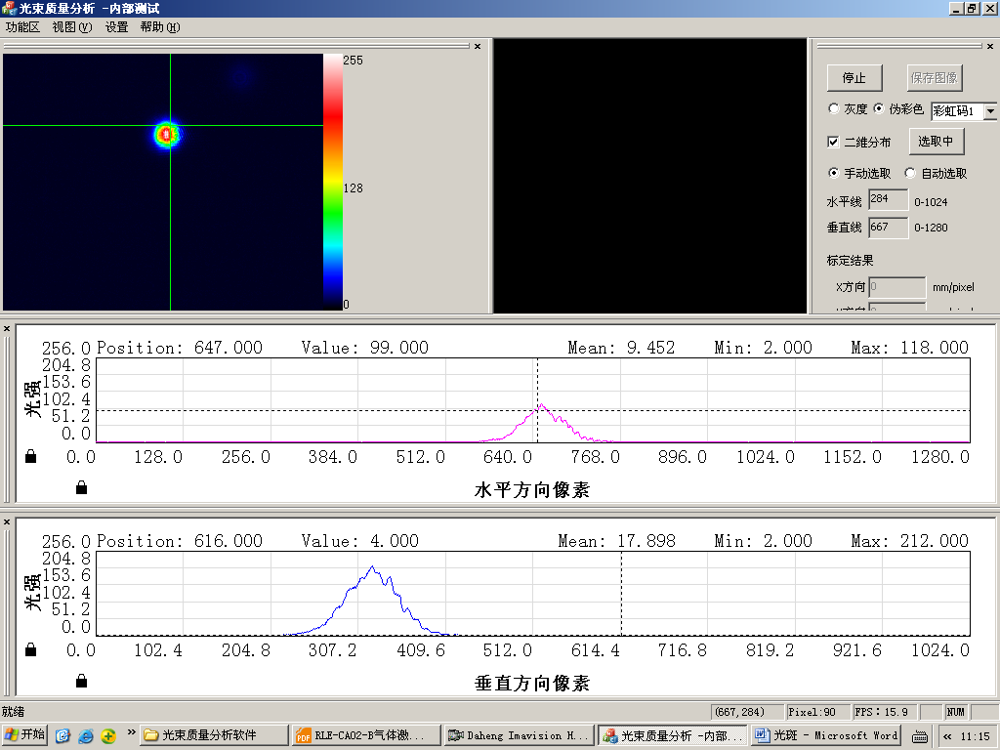 光束质量分析 -内部测试
功能区 视图(V) 设置 帮助(H)
255
128
0
停止 保存图像
灰度 伪彩色 彩虹码1
二维分布 选取中
手动选取 自动选取
水平线 284 0-1024
垂直线 667 0-1280
标定结果
X方向 0 mm/pixel
Position: 647.000 Value: 99.000 Mean: 9.452 Min: 2.000 Max: 118.000
256.0
204.8
153.6
102.4
51.2
0.0
光强
0.0 128.0 256.0 384.0 512.0 640.0 768.0 896.0 1024.0 1152.0 1280.0
水平方向像素
Position: 616.000 Value: 4.000 Mean: 17.898 Min: 2.000 Max: 212.000
256.0
204.8
153.6
102.4
51.2
0.0
光强
0.0 102.4 204.8 307.2 409.6 512.0 614.4 716.8 819.2 921.6 1024.0
垂直方向像素
就绪 (667,284) Pixel:90 FPS:15.9 NUM
开始 » 光束质量分析软件 RLE-CA02-B气体激... Daheng Imavision H... 光束质量分析 -内部... 光斑 - Microsoft Word « 11:15